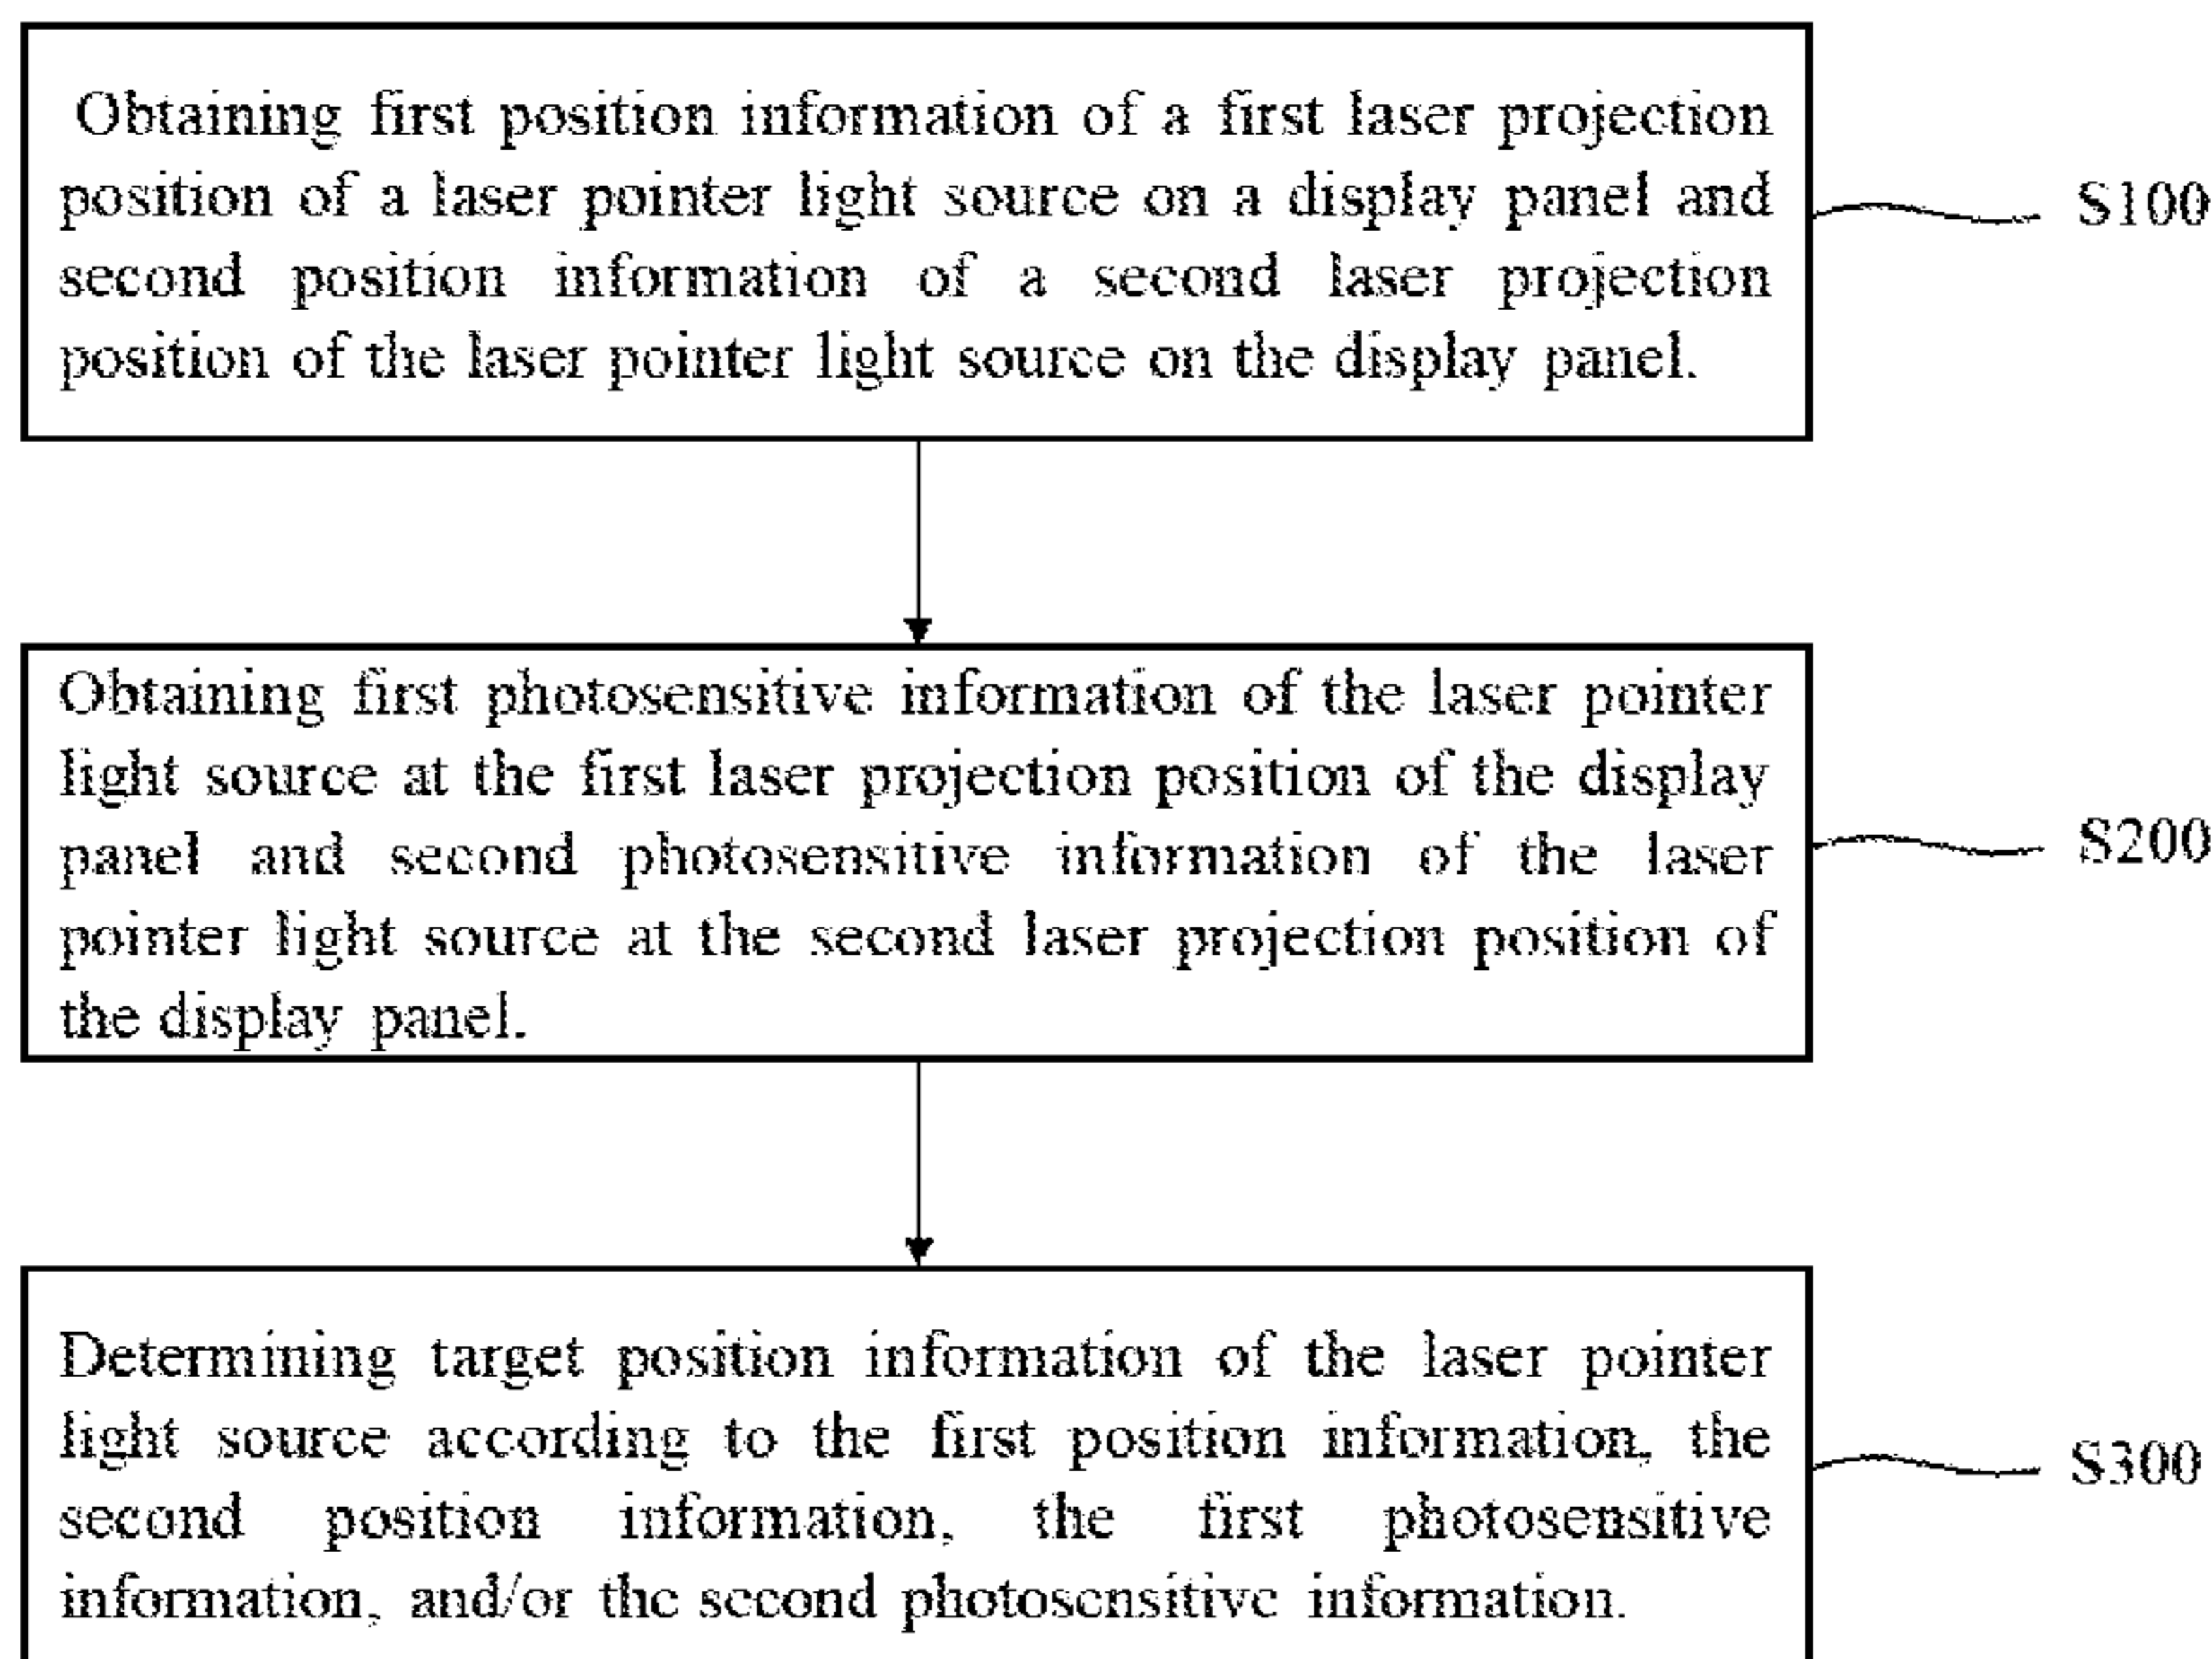 Obtaining first position information of a first laser projection
position of a laser pointer light source on a display panel and
second position information of a second laser projection
position of the laser pointer light source on the display panel.
S100
Obtaining first photosensitive information of the laser pointer
light source at the first laser projection position of the display
panel and second photosensitive information of the laser
pointer light source at the second laser projection position of
the display panel.
S200
Determining target position information of the laser pointer
light source according to the first position information, the
second position information, the first photosensitive
information, and/or the second photosensitive information.
S300